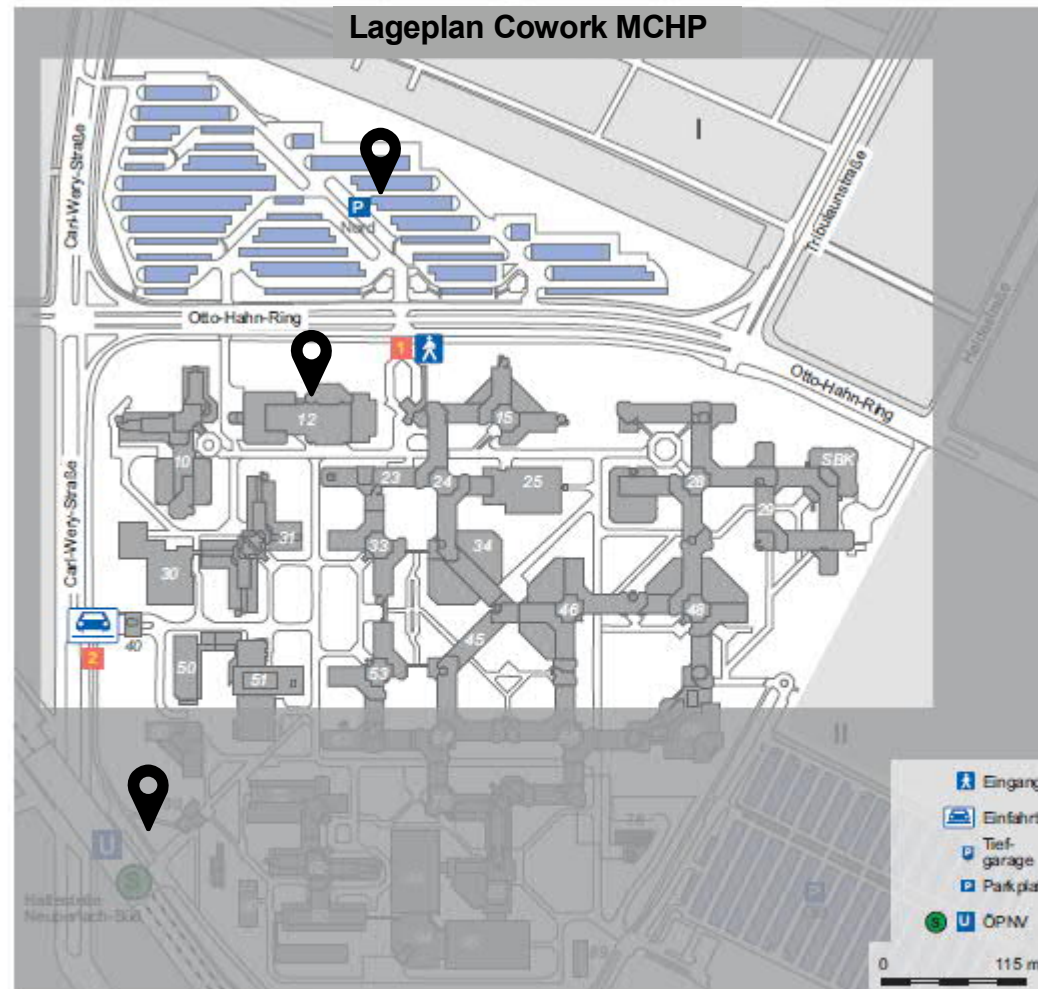 Lageplan Cowork MCHP
I
Carl-Wery-Straße
Tribulaunstraße
P
Nord
Otto-Hahn-Ring
1
Otto-Hahn-Ring
12
15
10
23
24
25
28
SBK
29
31
33
34
30
46
48
Carl-Wery-Straße
40
45
2
50
51
53
II
U
S
Haltestelle
Neuperlach-Süd
P
Eingang
Einfahrt
P Tief-
garage
P Parkplat
S U ÖPNV
0 115 m